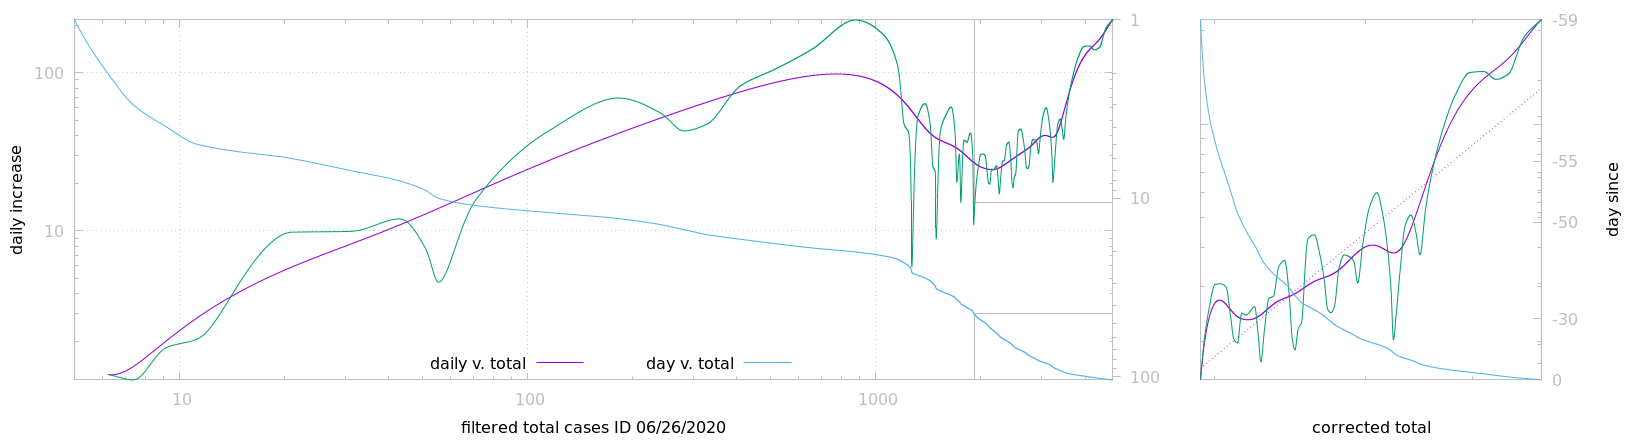 1
-59
100
-55
daily increase
10
10
-50
day since
-30
daily v. total
day v. total
100
0
10
100
1000
filtered total cases ID 06/26/2020
corrected total